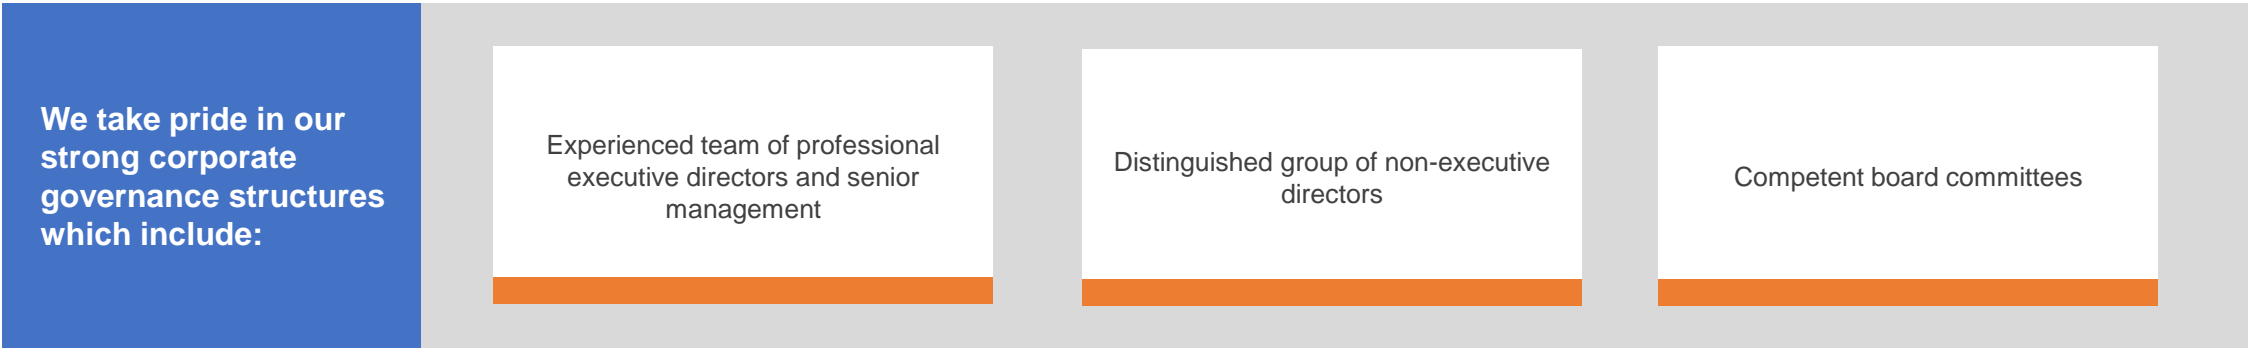 We take pride in our
strong corporate
governance structures
which include:
Experienced team of professional
executive directors and senior
management
Distinguished group of non-executive
directors
Competent board committees